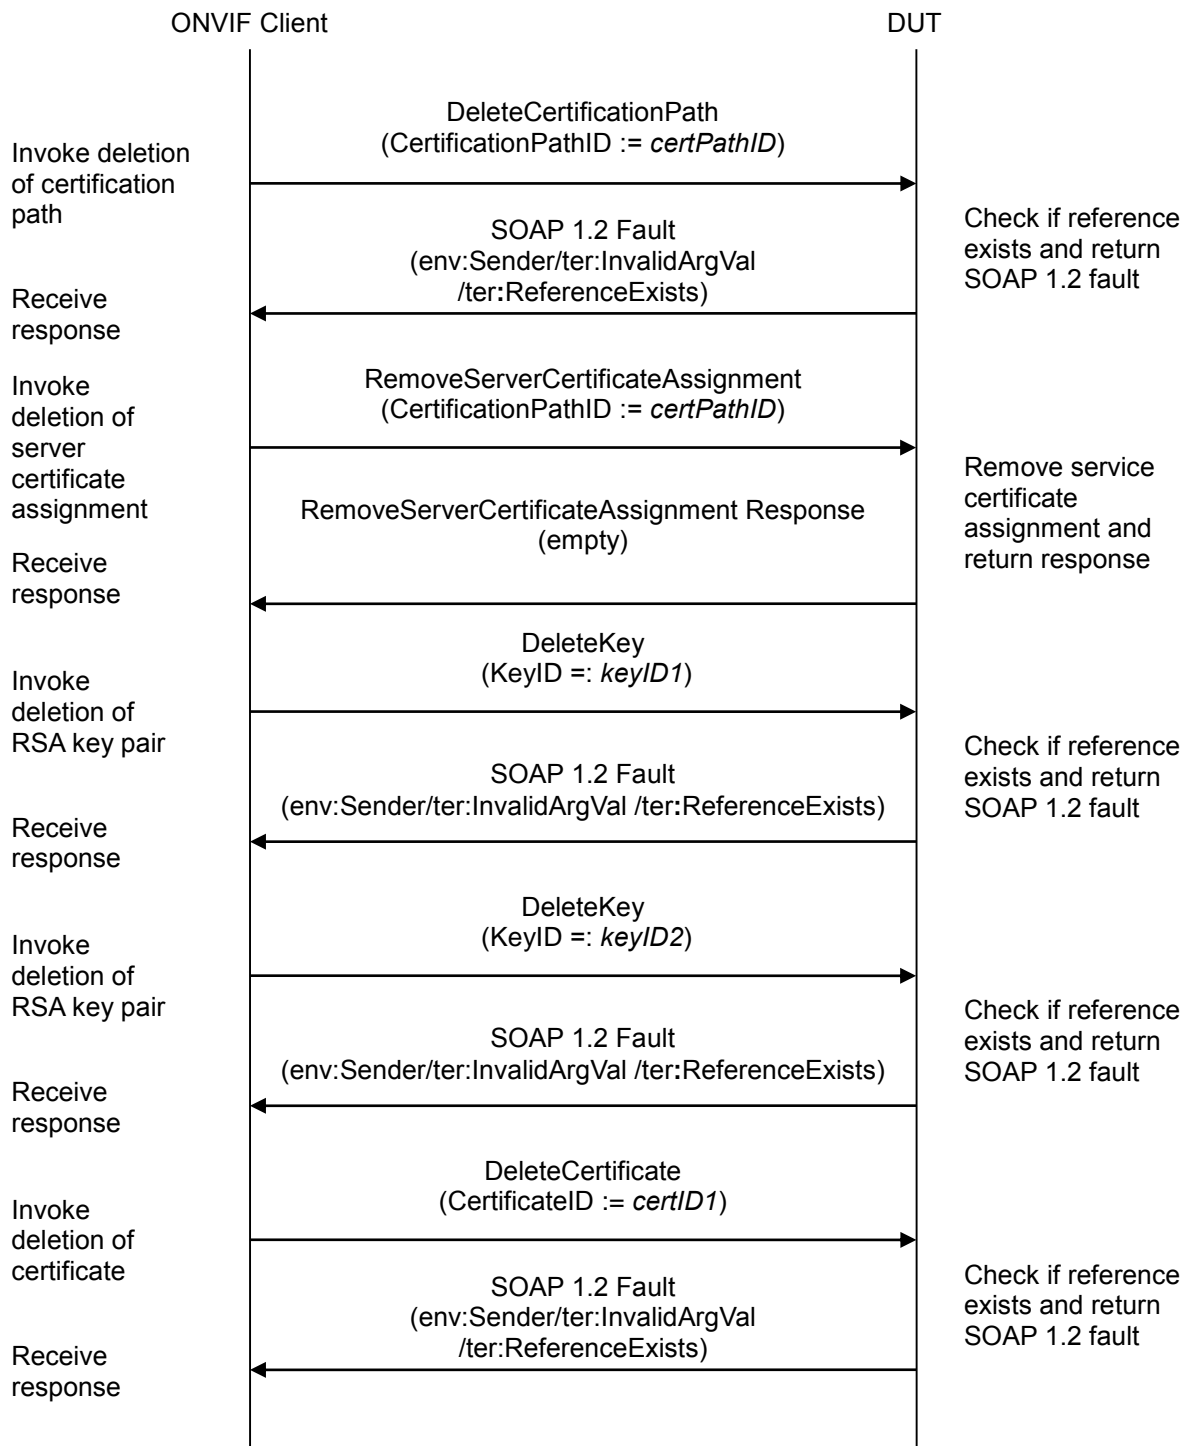 ONVIF Client
DUT
DeleteCertificationPath
(CertificationPathID := certPathID)
Invoke deletion
of certification
path
SOAP 1.2 Fault
(env:Sender/ter:InvalidArgVal
/ter:ReferenceExists)
Check if reference
exists and return
SOAP 1.2 fault
Receive
response
RemoveServerCertificateAssignment
(CertificationPathID := certPathID)
Invoke
deletion of
server
certificate
assignment
RemoveServerCertificateAssignment Response
(empty)
Remove service
certificate
assignment and
return response
Receive
response
DeleteKey
(KeyID =: keyID1)
Invoke
deletion of
RSA key pair
SOAP 1.2 Fault
(env:Sender/ter:InvalidArgVal /ter:ReferenceExists)
Check if reference
exists and return
SOAP 1.2 fault
Receive
response
DeleteKey
(KeyID =: keyID2)
Invoke
deletion of
RSA key pair
SOAP 1.2 Fault
(env:Sender/ter:InvalidArgVal /ter:ReferenceExists)
Check if reference
exists and return
SOAP 1.2 fault
Receive
response
DeleteCertificate
(CertificateID := certID1)
Invoke
deletion of
certificate
SOAP 1.2 Fault
(env:Sender/ter:InvalidArgVal
/ter:ReferenceExists)
Check if reference
exists and return
SOAP 1.2 fault
Receive
response